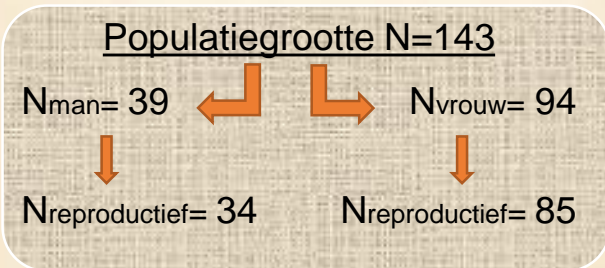 Populatiegrootte N=143
Nman= 39 Nvrouw= 94
Nreproductief= 34 Nreproductief= 85